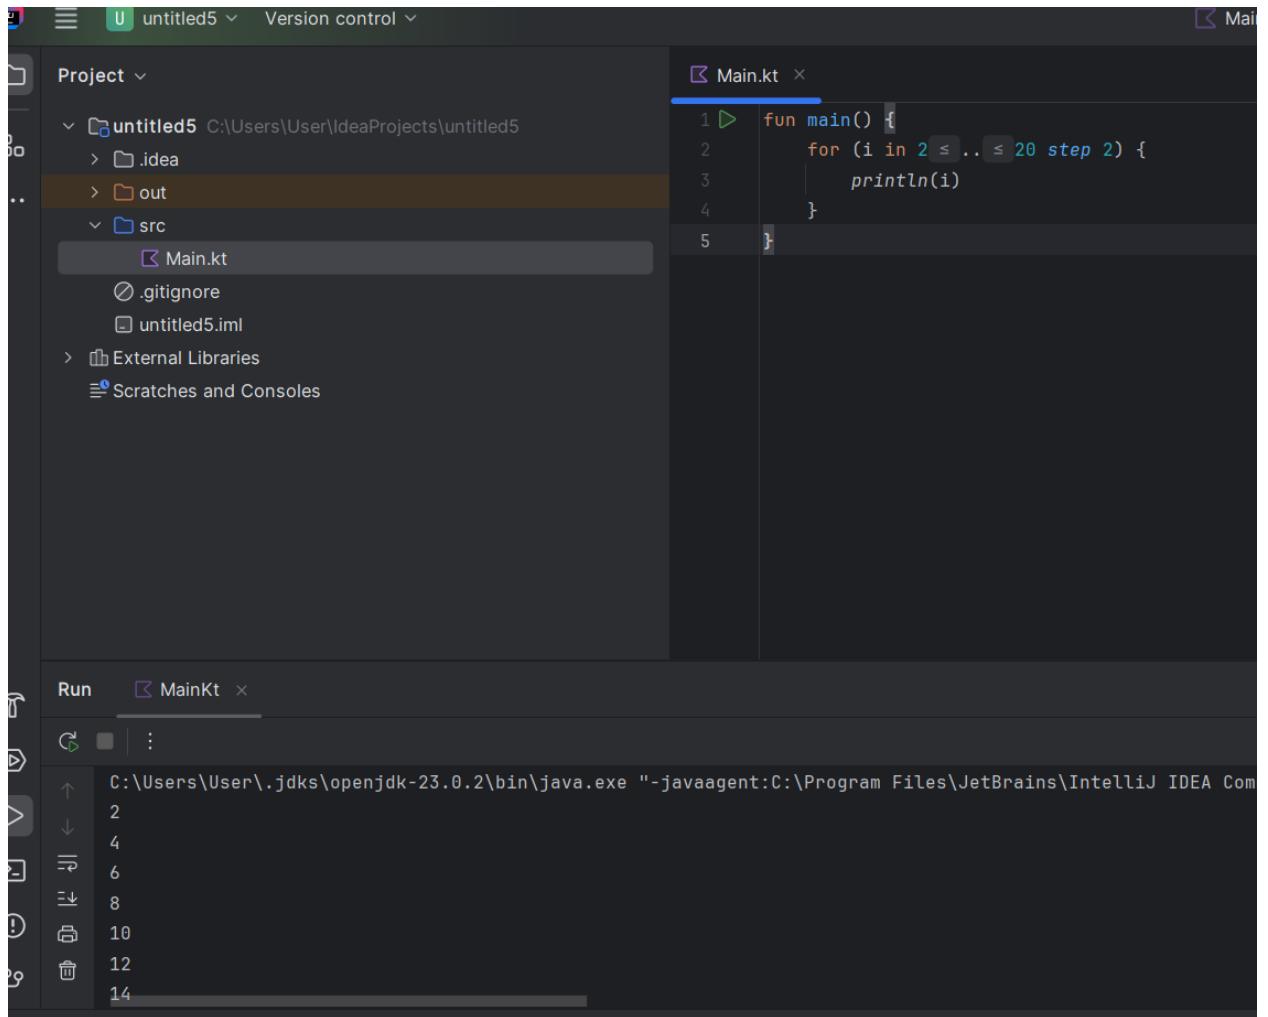 U untitled5 Version control
Project
untitled5 C:\Users\User\IdeaProjects\untitled5
.idea
out
src
Main.kt
.gitignore
untitled5.iml
External Libraries
Scratches and Consoles
Main.kt
1 fun main() {
2 for (i in 2 ≤ .. ≤ 20 step 2) {
3 println(i)
4 }
5 }
Run MainKt
C:\Users\User\.jdks\openjdk-23.0.2\bin\java.exe "-javaagent:C:\Program Files\JetBrains\IntelliJ IDEA Com
2
4
6
8
10
12
14